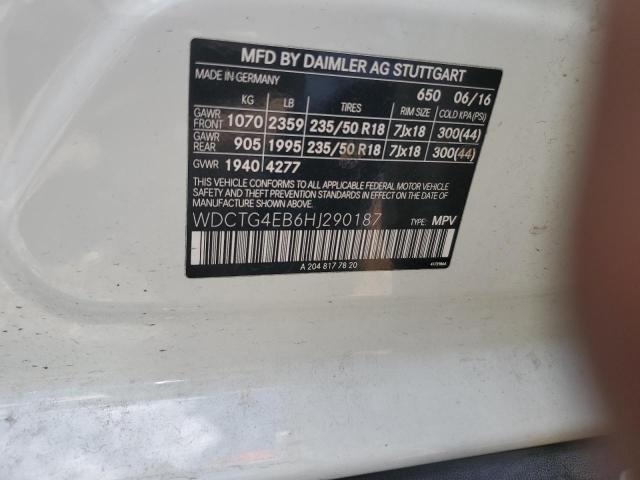 MFD BY DAIMLER AG STUTTGART
MADE IN GERMANY 650 06/16
KG LB TIRES RIM SIZE COLD KPA (PSI)
GAWR FRONT 1070 2359 235/50 R18 7Jx18 300(44)
GAWR REAR 905 1995 235/50 R18 7Jx18 300(44)
GVWR 1940 4277
THIS VEHICLE CONFORMS TO ALL APPLICABLE FEDERAL MOTOR VEHICLE
SAFETY AND THEFT PREVENTION STANDARDS IN EFFECT ON THE DATE OF
MANUFACTURE SHOWN ABOVE.
WDCTG4EB6HJ290187 TYPE: MPV
A 204 817 78 20